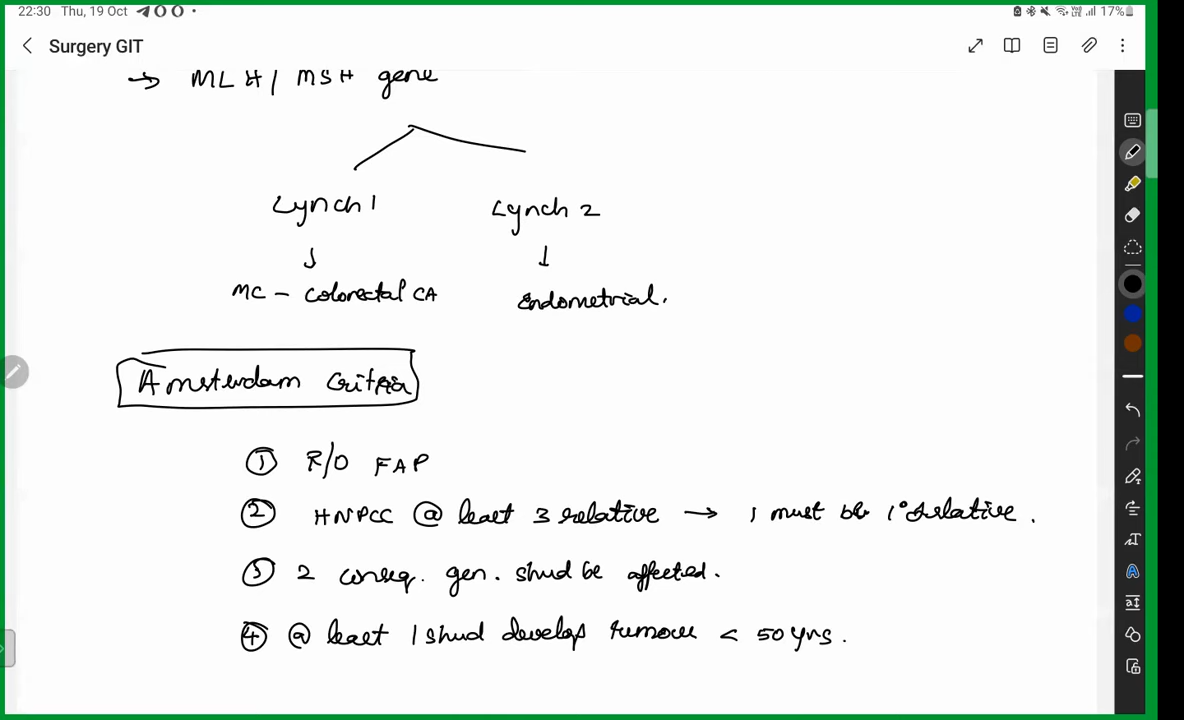 22:30 Thu, 19 Oct
17%
Surgery GIT
→ MLH / MSH gene
Lynch 1 Lynch 2
↓ ↓
MC - Colorectal CA Endometrial.
Amsterdam Criteria
① R/O FAP
② HNPCC @ least 3 relative → 1 must be 1° relative.
③ 2 conseq. gen. shud be affected.
④ @ least 1 shud develop tumour < 50 yrs.